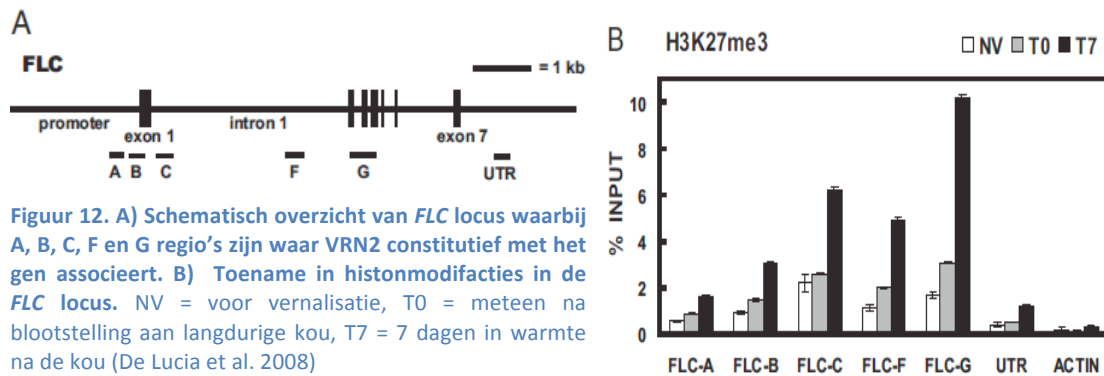 A
FLC
= 1 kb
promoter
exon 1
intron 1
exon 7
A B C F G UTR
Figuur 12. A) Schematisch overzicht van FLC locus waarbij
A, B, C, F en G regio's zijn waar VRN2 constitutief met het
gen associeert. B) Toename in histonmodifacties in de
FLC locus. NV = voor vernalisatie, T0 = meteen na
blootstelling aan langdurige kou, T7 = 7 dagen in warmte
na de kou (De Lucia et al. 2008)
B H3K27me3 NV T0 T7
% INPUT
10
8
6
4
2
0
FLC-A FLC-B FLC-C FLC-F FLC-G UTR ACTIN